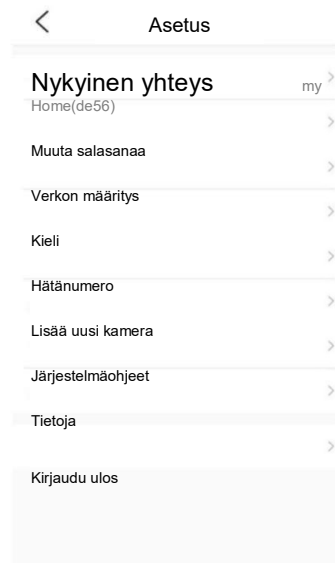 Asetus
Nykyinen yhteys my
Home(de56)
Muuta salasanaa
Verkon määritys
Kieli
Hätänumero
Lisää uusi kamera
Järjestelmäohjeet
Tietoja
Kirjaudu ulos